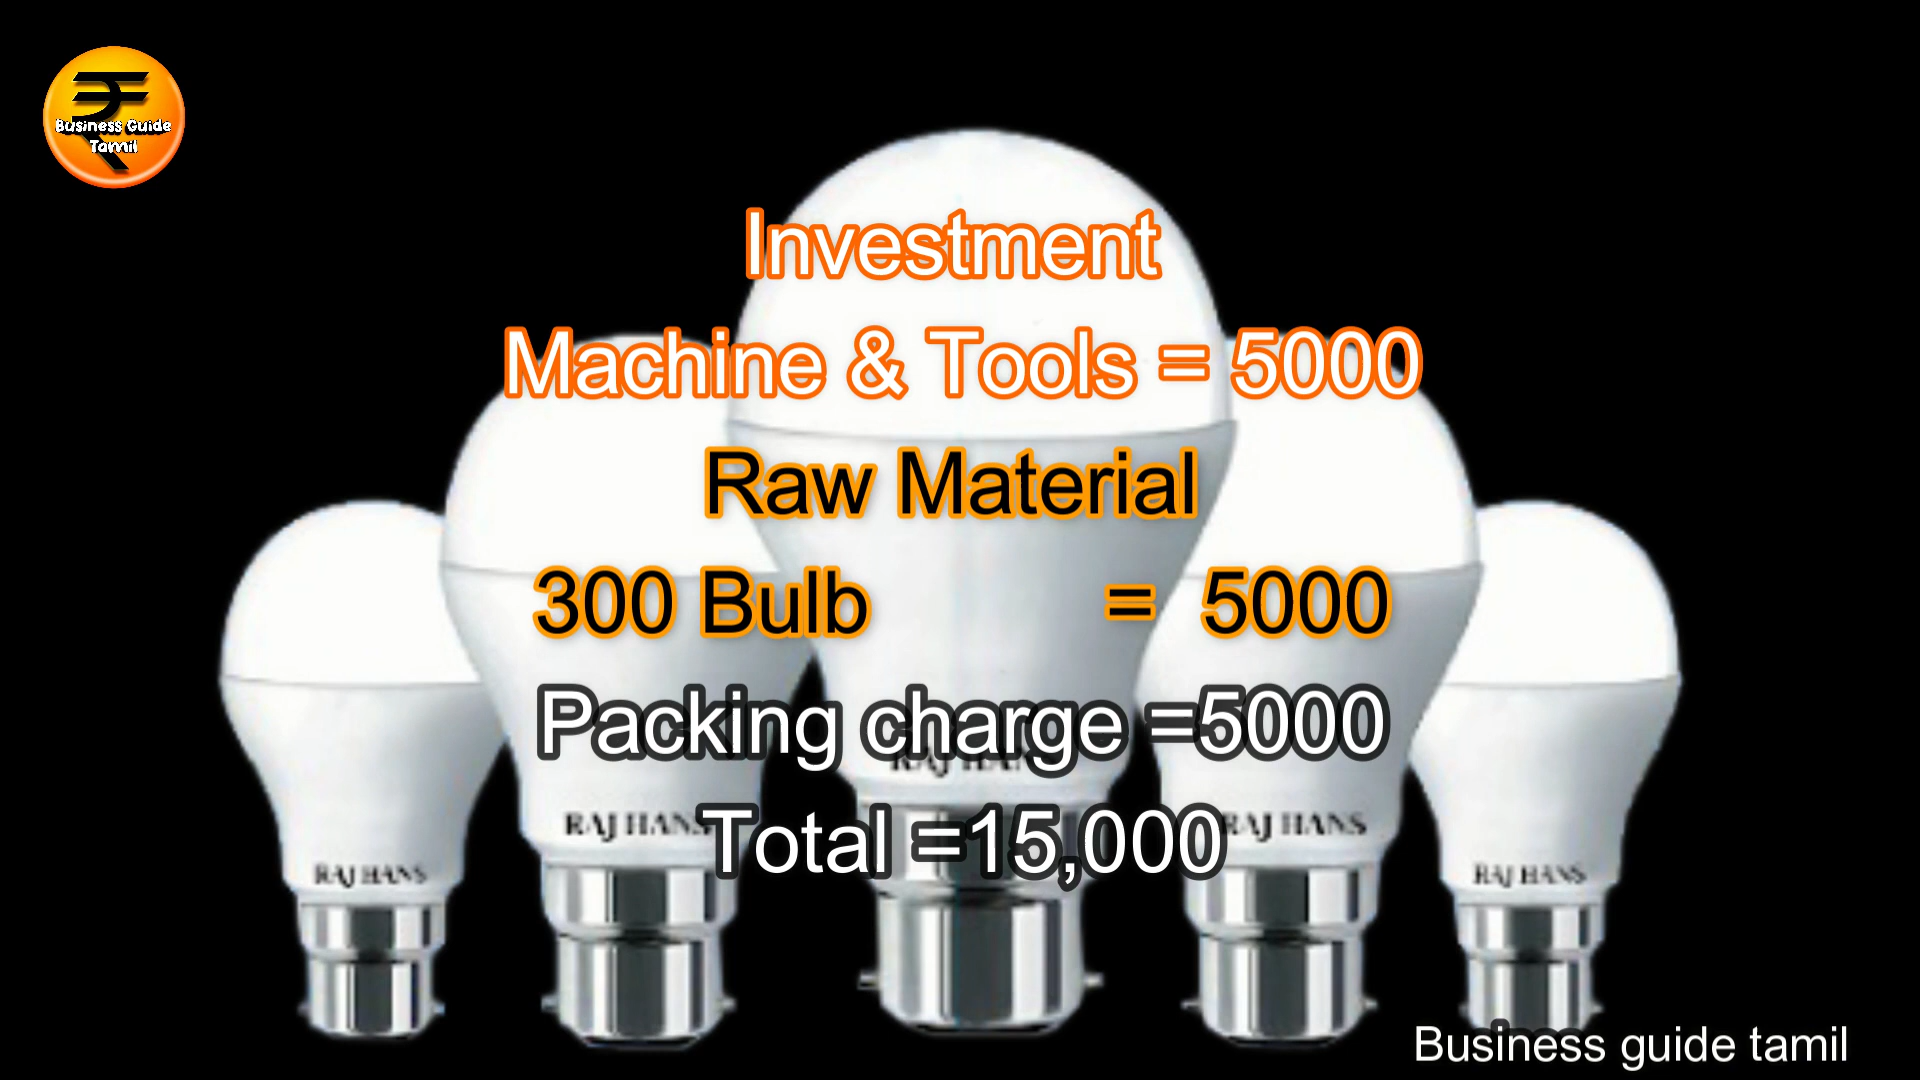 Business Guide
Tamil
Investment
Machine & Tools = 5000
Raw Material
300 Bulb = 5000
Packing charge =5000
Total =15,000
RAJ HANS
RAJ HANS
RAJ HANS
RAJ HANS
Business guide tamil